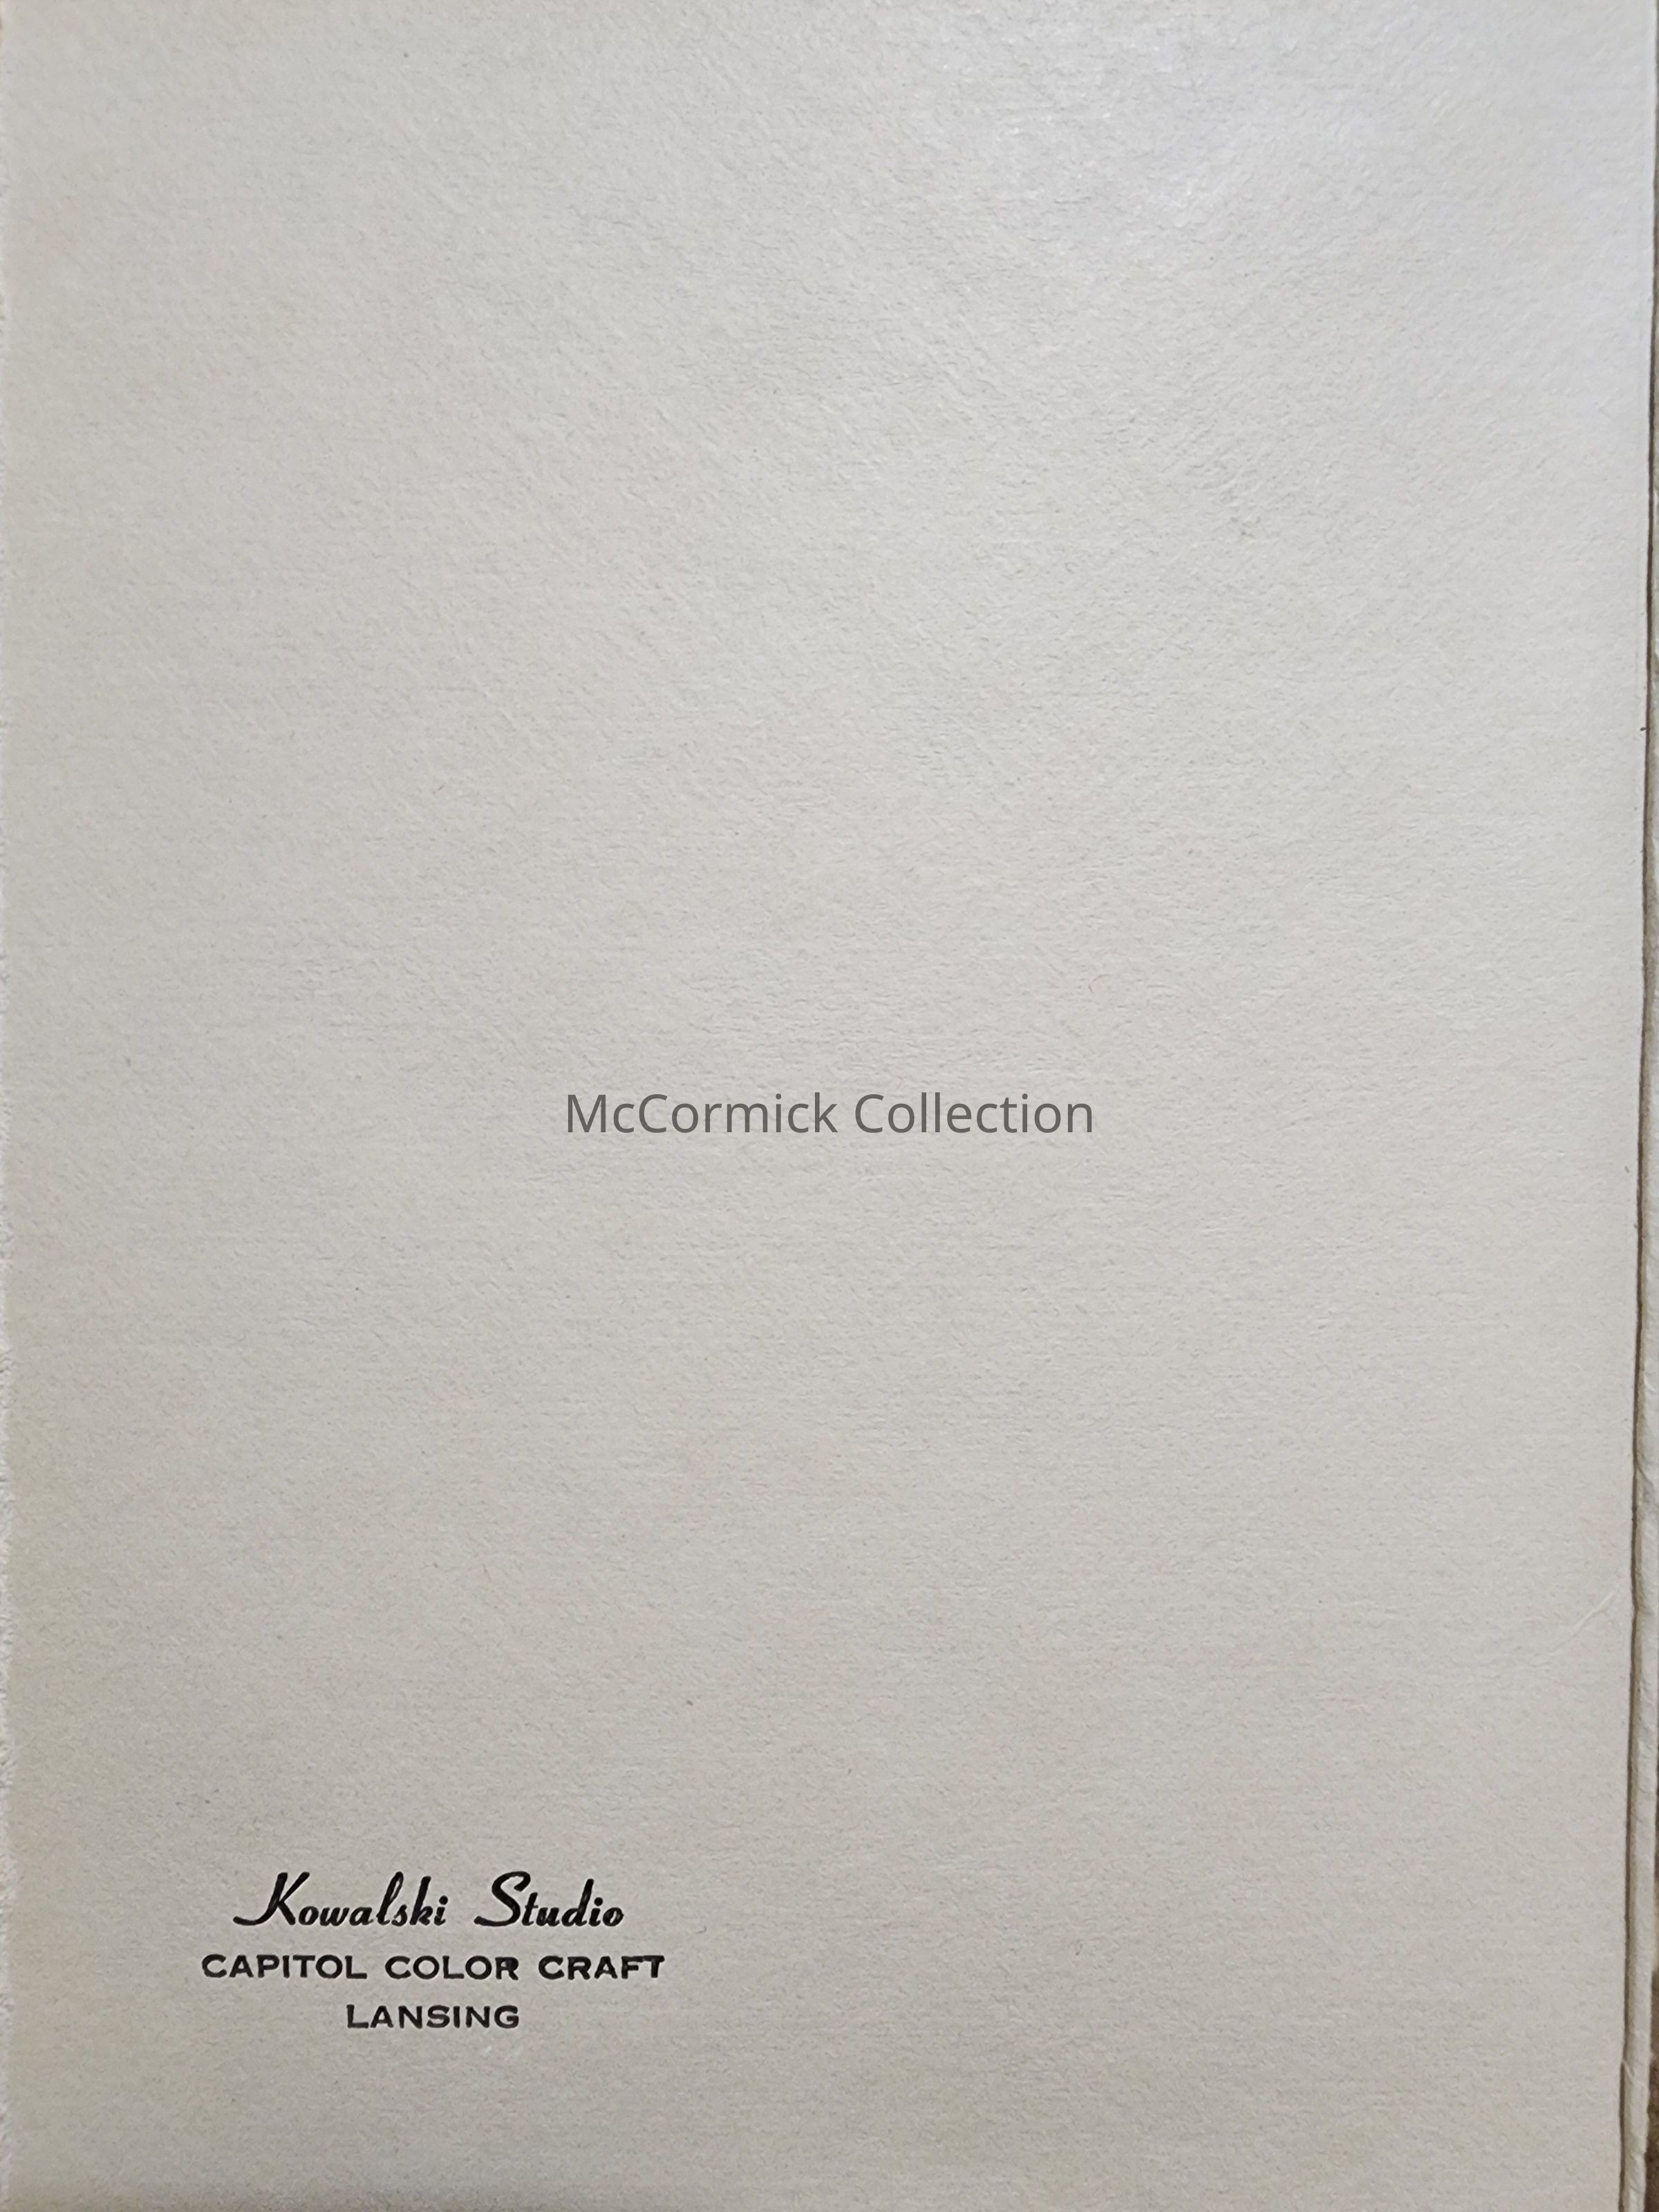 McCormick Collection
Kowalski Studio
CAPITOL COLOR CRAFT
LANSING